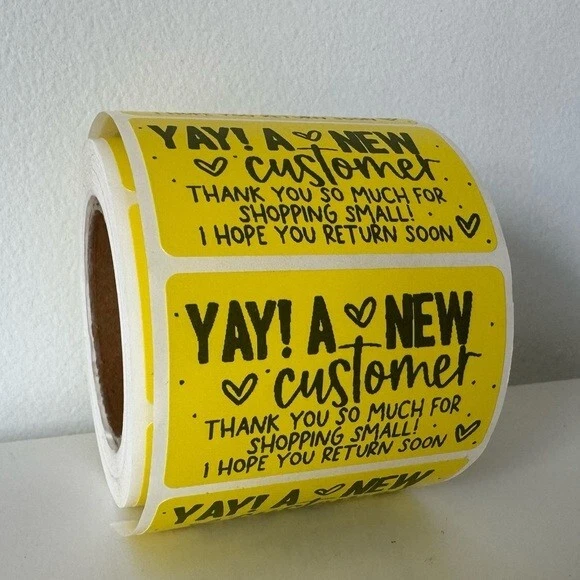 YAY! A NEW
customer
THANK YOU SO MUCH FOR
SHOPPING SMALL!
I HOPE YOU RETURN SOON
YAY! A NEW
customer
THANK YOU SO MUCH FOR
SHOPPING SMALL!
I HOPE YOU RETURN SOON
YAY! A NEW